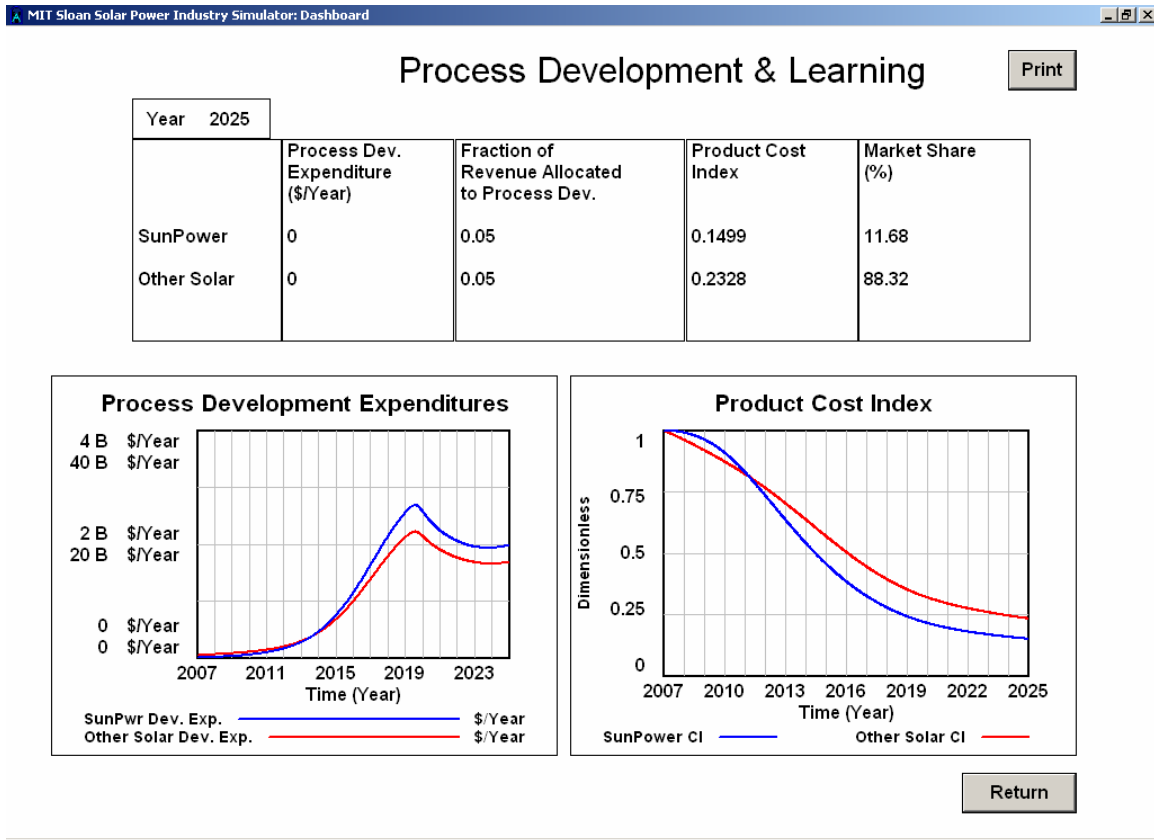 MIT Sloan Solar Power Industry Simulator: Dashboard
Process Development & Learning
Print
Year 2025
Process Dev. Expenditure ($/Year)
Fraction of Revenue Allocated to Process Dev.
Product Cost Index
Market Share (%)
SunPower 0 0.05 0.1499 11.68
Other Solar 0 0.05 0.2328 88.32
Process Development Expenditures
4 B $/Year
40 B $/Year
2 B $/Year
20 B $/Year
0 $/Year
0 $/Year
2007 2011 2015 2019 2023
Time (Year)
SunPwr Dev. Exp. $/Year
Other Solar Dev. Exp. $/Year
Product Cost Index
1
0.75
0.5
0.25
0
Dimensionless
2007 2010 2013 2016 2019 2022 2025
Time (Year)
SunPower CI Other Solar CI
Return